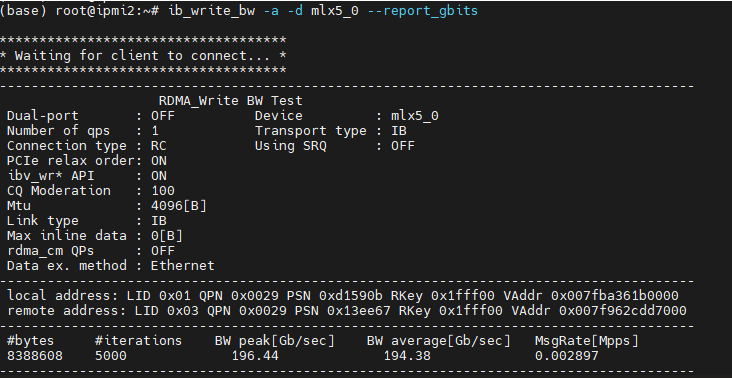 (base) root@ipmi2:~# ib_write_bw -a -d mlx5_0 --report_gbits
************************************
* Waiting for client to connect... *
************************************
---------------------------------------------------------------------------------------
RDMA_Write BW Test
Dual-port : OFF Device : mlx5_0
Number of qps : 1 Transport type : IB
Connection type : RC Using SRQ : OFF
PCIe relax order: ON
ibv_wr* API : ON
CQ Moderation : 100
Mtu : 4096[B]
Link type : IB
Max inline data : 0[B]
rdma_cm QPs : OFF
Data ex. method : Ethernet
---------------------------------------------------------------------------------------
local address: LID 0x01 QPN 0x0029 PSN 0xd1590b RKey 0x1fff00 VAddr 0x007fba361b0000
remote address: LID 0x03 QPN 0x0029 PSN 0x13ee67 RKey 0x1fff00 VAddr 0x007f962cdd7000
---------------------------------------------------------------------------------------
#bytes #iterations BW peak[Gb/sec] BW average[Gb/sec] MsgRate[Mpps]
8388608 5000 196.44 194.38 0.002897
---------------------------------------------------------------------------------------